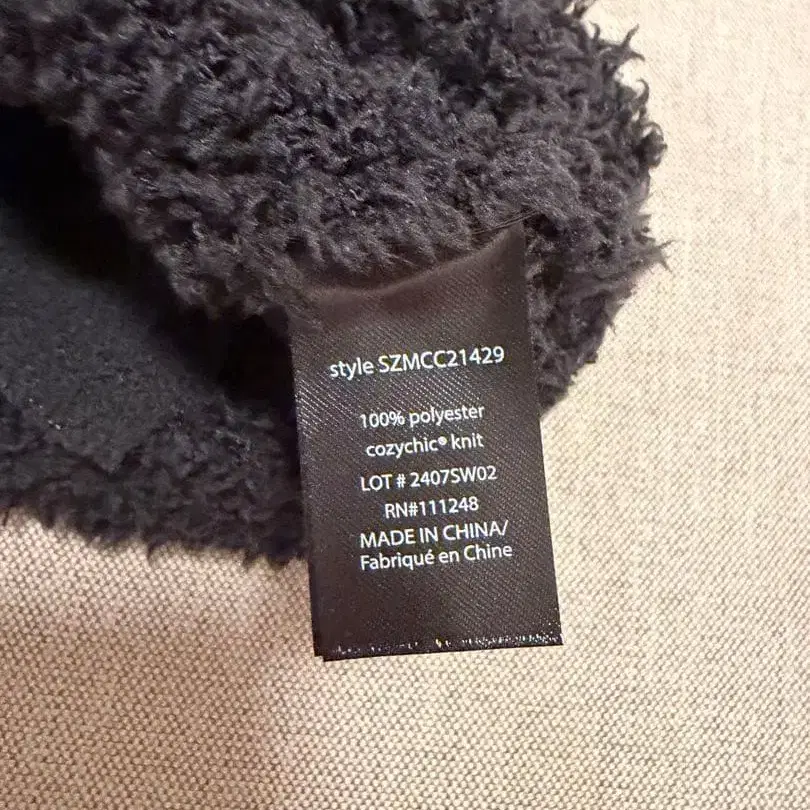 style SZMCC21429
100% polyester
cozychic® knit
LOT # 2407SW02
RN#111248
MADE IN CHINA/
Fabriqué en Chine